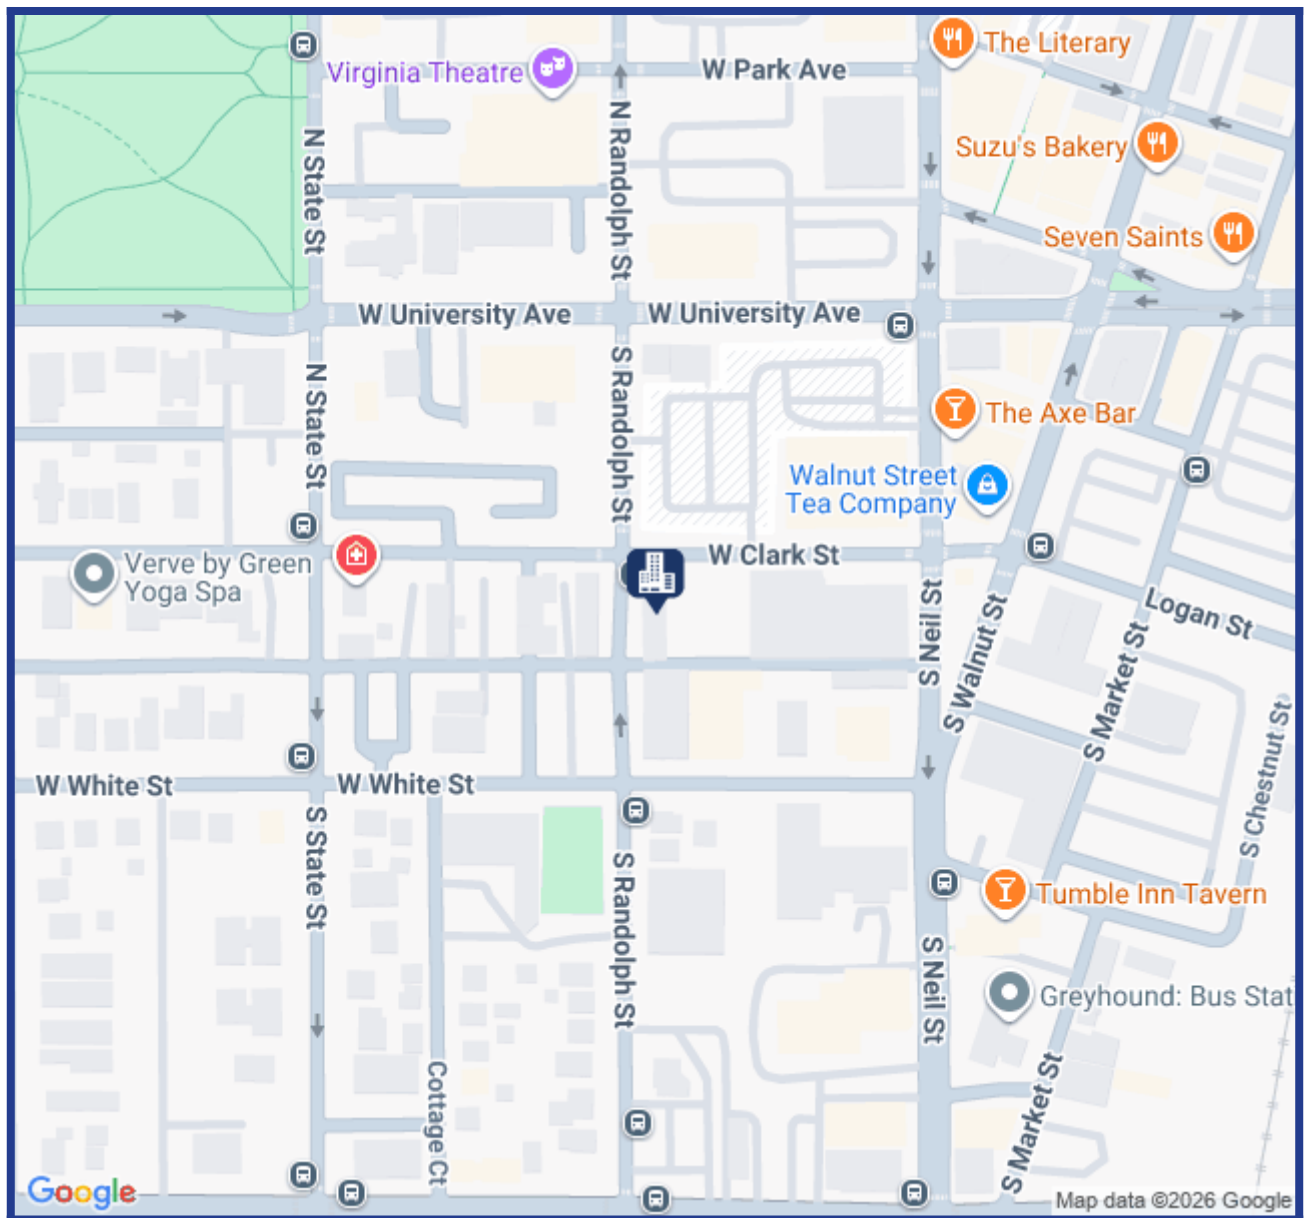 The Literary
Virginia Theatre
W Park Ave
N State St
N Randolph St
Suzu's Bakery
Seven Saints
W University Ave
W University Ave
N State St
S Randolph St
The Axe Bar
Walnut Street
Tea Company
W Clark St
Verve by Green
Yoga Spa
S Neil St
S Walnut St
Logan St
S Market St
S Chestnut St
W White St
W White St
S State St
S Randolph St
Tumble Inn Tavern
S Neil St
Greyhound: Bus Stat
Cottage Ct
S Market St
Google
Map data ©2026 Google